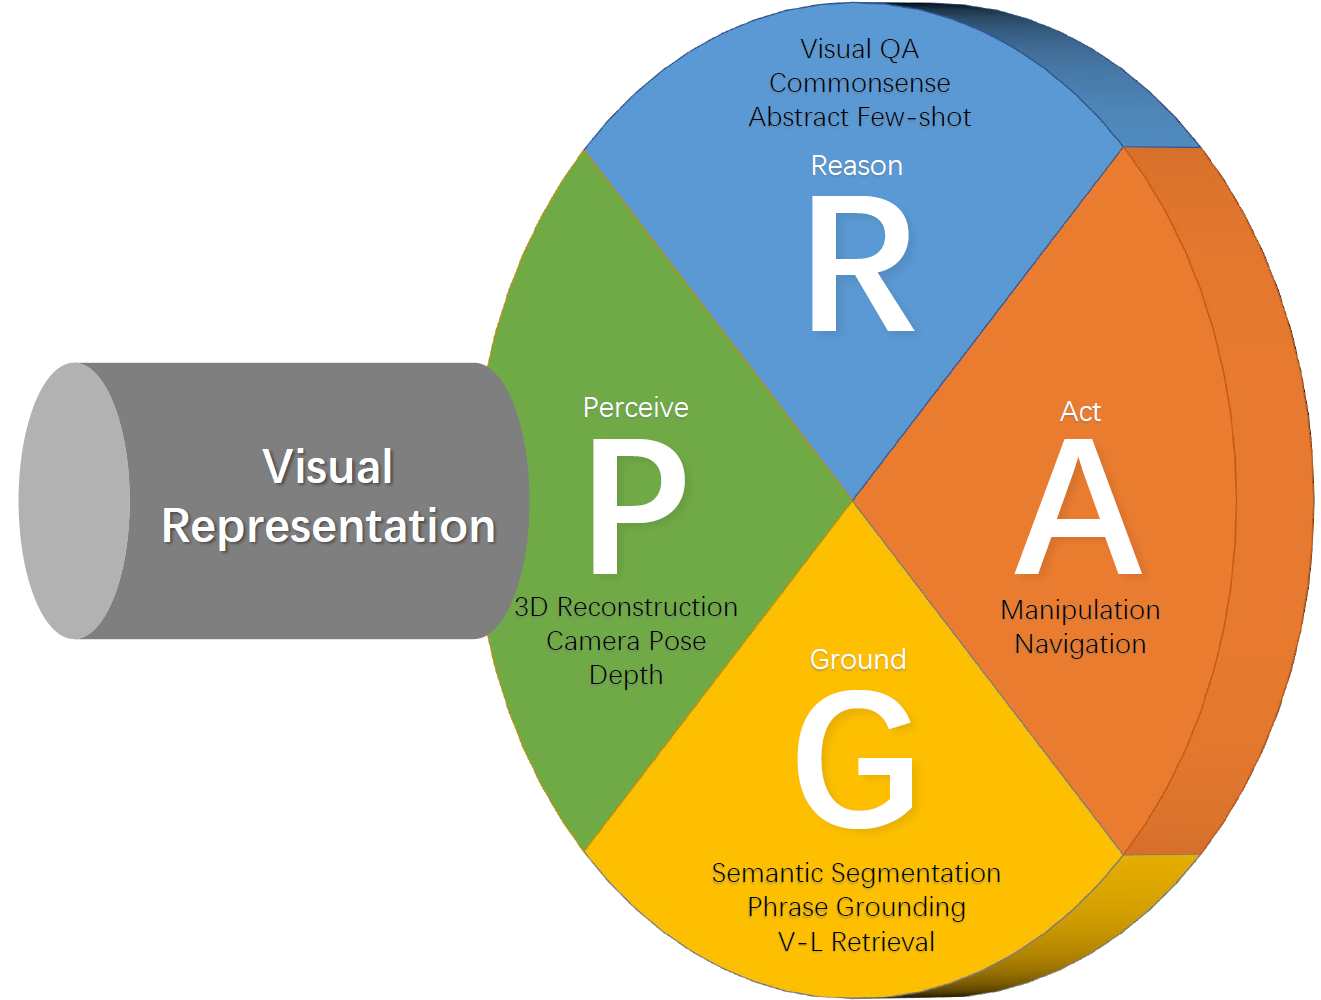 Visual QA
Commonsense
Abstract Few-shot
Reason
R
Visual
Representation
Perceive
P
3D Reconstruction
Camera Pose
Depth
Act
A
Manipulation
Navigation
Ground
G
Semantic Segmentation
Phrase Grounding
V-L Retrieval